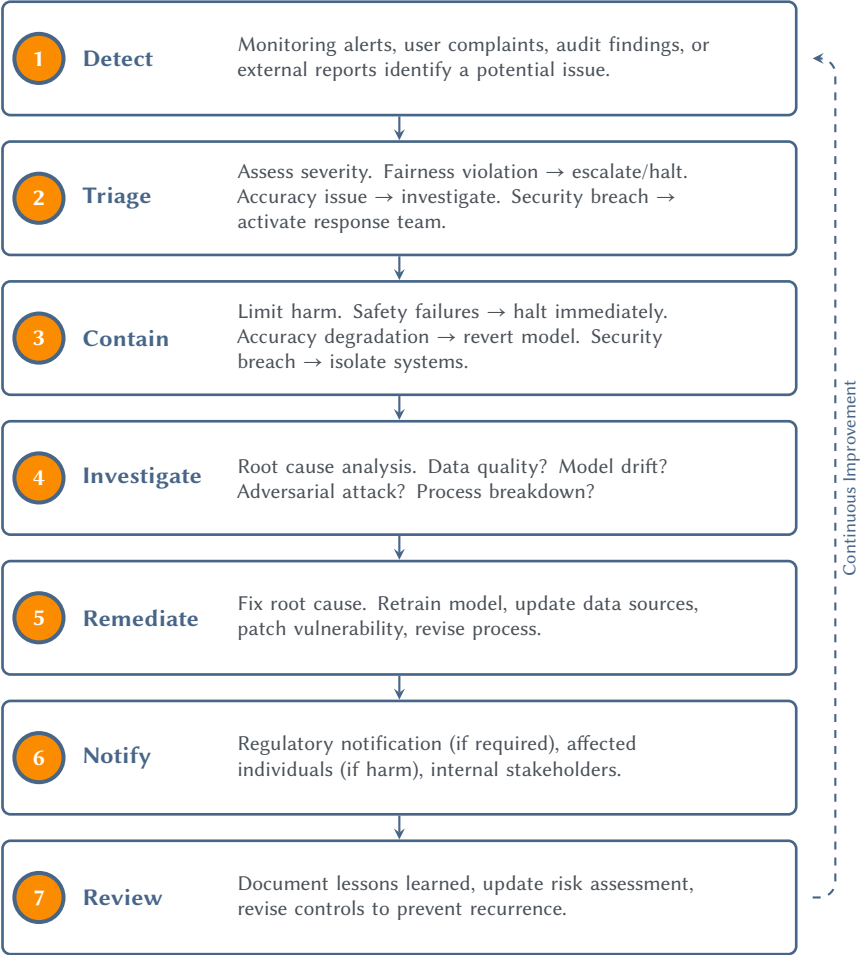 1
Detect
Monitoring alerts, user complaints, audit findings, or
external reports identify a potential issue.
2
Triage
Assess severity. Fairness violation → escalate/halt.
Accuracy issue → investigate. Security breach →
activate response team.
3
Contain
Limit harm. Safety failures → halt immediately.
Accuracy degradation → revert model. Security
breach → isolate systems.
4
Investigate
Root cause analysis. Data quality? Model drift?
Adversarial attack? Process breakdown?
5
Remediate
Fix root cause. Retrain model, update data sources,
patch vulnerability, revise process.
6
Notify
Regulatory notification (if required), affected
individuals (if harm), internal stakeholders.
7
Review
Document lessons learned, update risk assessment,
revise controls to prevent recurrence.
Continuous Improvement